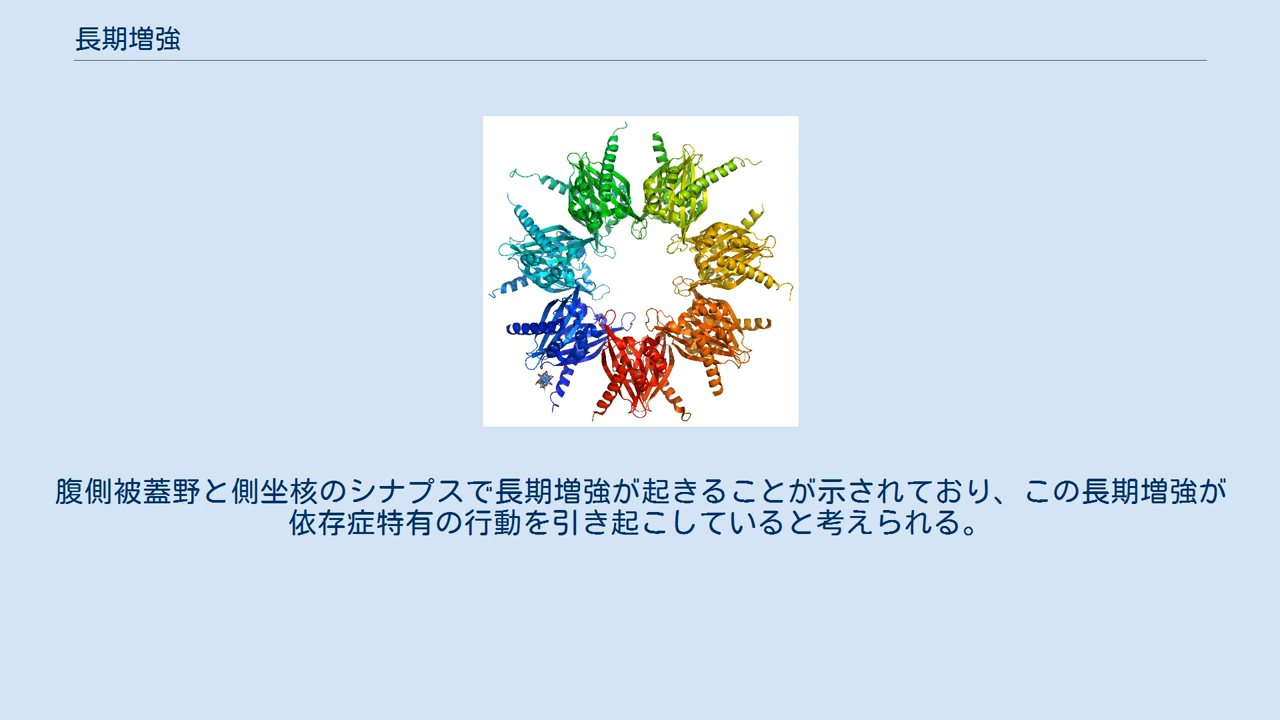 長期増強
腹側被蓋野と側坐核のシナプスで長期増強が起きることが示されており、この長期増強が
依存症特有の行動を引き起こしていると考えられる。